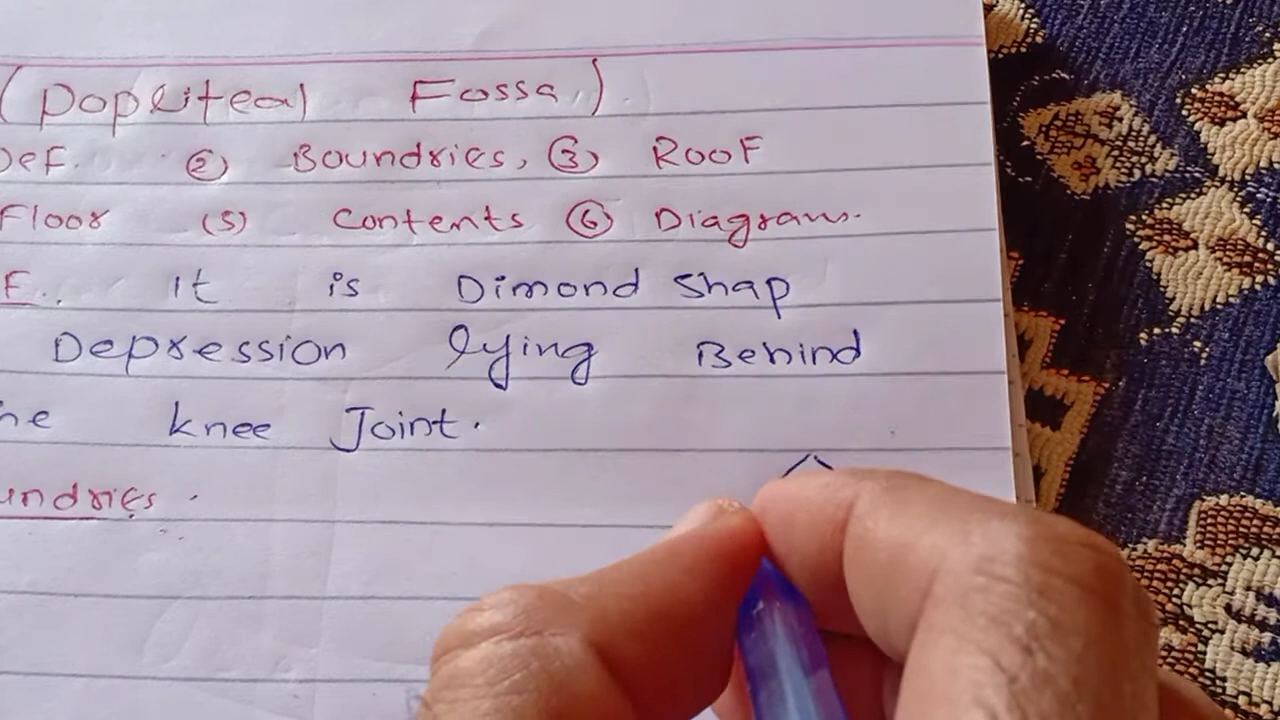 (Popliteal Fossa)
Def. ② Boundries, ③ Roof
Floor (5) Contents ⑥ Diagram.
F.. It is Dimond Shap
Depression lying Behind
he knee Joint.
undries.